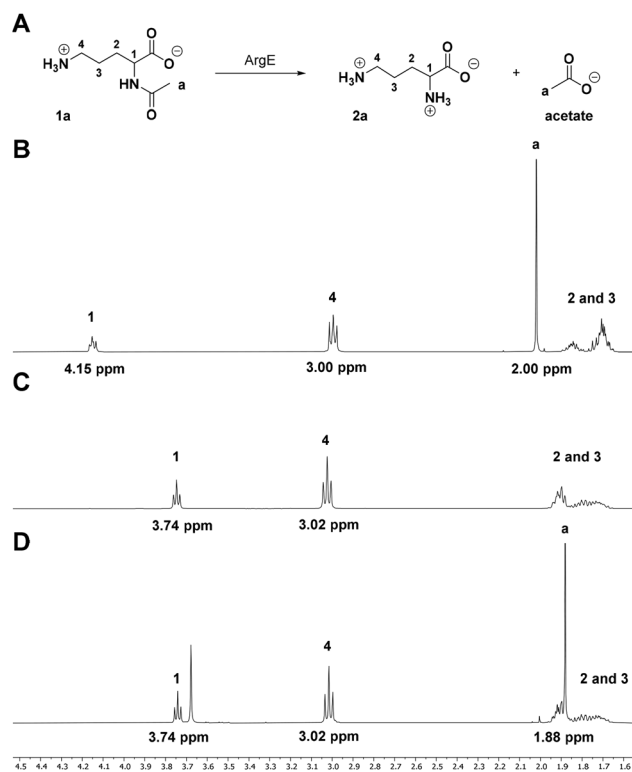 A
4 2 1 O
H₃N⊕ 3 O⊖
HN a
1a O
ArgE
4 2 1 O
H₃N⊕ 3 O⊖
NH₃⊕
2a
+
O
a O⊖
acetate
B
a
1
4
2 and 3
4.15 ppm 3.00 ppm 2.00 ppm
C
1
4
2 and 3
3.74 ppm 3.02 ppm
D
a
1
4
2 and 3
3.74 ppm 3.02 ppm 1.88 ppm
4.5 4.4 4.3 4.2 4.1 4.0 3.9 3.8 3.7 3.6 3.5 3.4 3.3 3.2 3.1 3.0 2.9 2.8 2.7 2.6 2.5 2.4 2.3 2.2 2.1 2.0 1.9 1.8 1.7 1.6